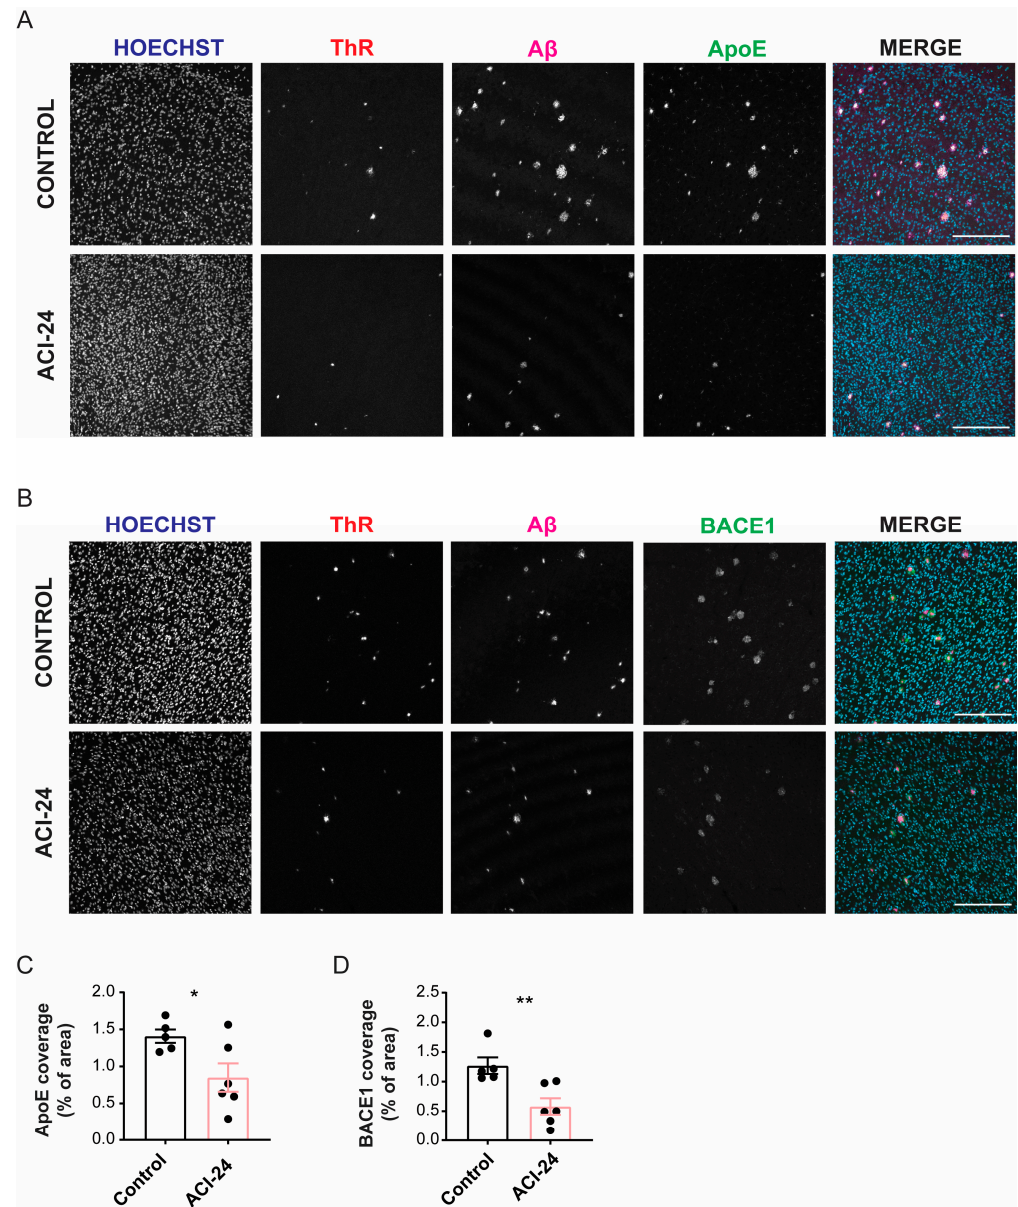 A
HOECHST ThR Aβ ApoE MERGE
CONTROL
ACI-24
B
HOECHST ThR Aβ BACE1 MERGE
CONTROL
ACI-24
C
ApoE coverage
(% of area)
2.0
1.5
1.0
0.5
0.0
*
Control
ACI-24
D
BACE1 coverage
(% of area)
2.5
2.0
1.5
1.0
0.5
0.0
**
Control
ACI-24